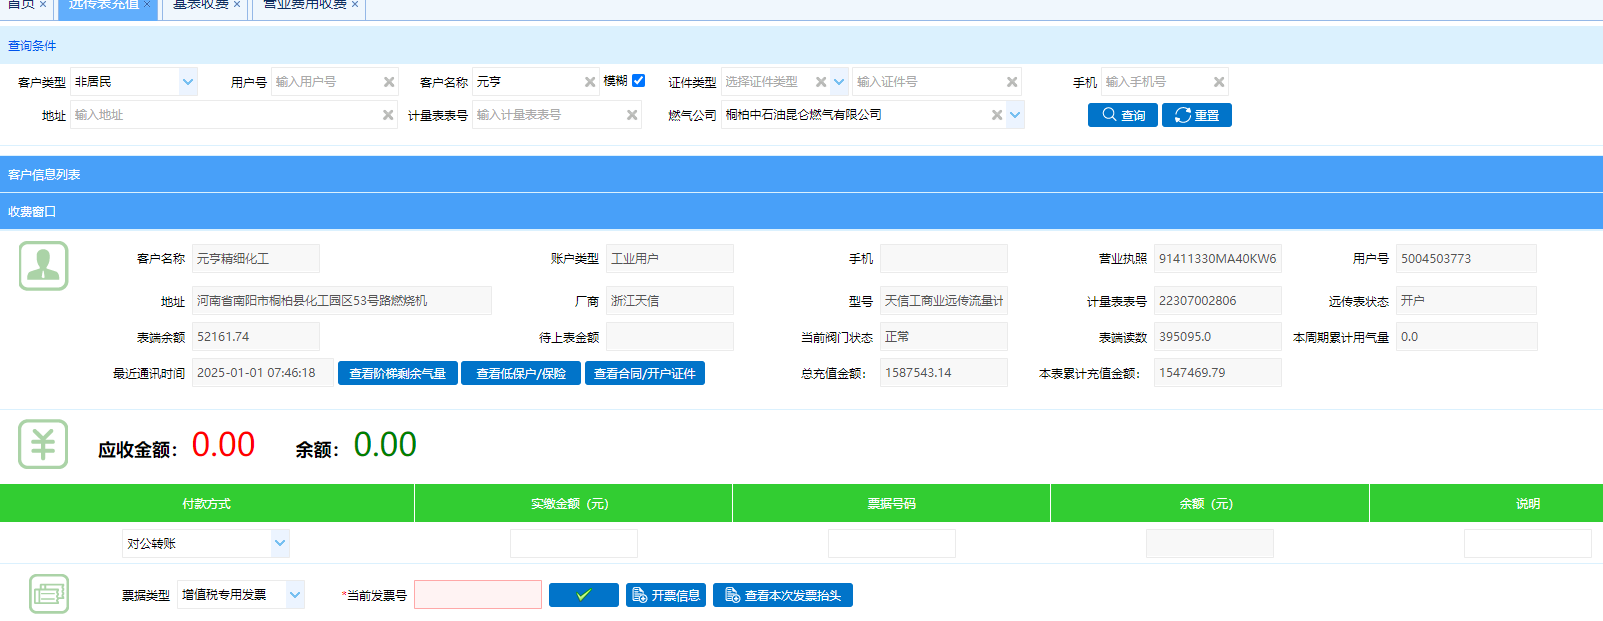 首页 × 远传表充值 × 基表收费 × 营业费用收费 ×
查询条件
客户类型 非居民 用户号 输入用户号 客户名称 元亨 模糊 证件类型 选择证件类型 输入证件号 手机 输入手机号
地址 输入地址 计量表表号 输入计量表表号 燃气公司 桐柏中石油昆仑燃气有限公司 查询 重置
客户信息列表
收费窗口
客户名称 元亨精细化工 账户类型 工业用户 手机 营业执照 91411330MA40KW6 用户号 5004503773
地址 河南省南阳市桐柏县化工园区53号路燃烧机 厂商 浙江天信 型号 天信工商业远传流量计 计量表表号 22307002806 远传表状态 开户
表端余额 52161.74 待上表金额 当前阀门状态 正常 表端读数 395095.0 本周期累计用气量 0.0
最近通讯时间 2025-01-01 07:46:18 查看阶梯剩余气量 查看低保户/保险 查看合同/开户证件 总充值金额： 1587543.14 本表累计充值金额： 1547469.79
应收金额： 0.00 余额： 0.00
付款方式 实缴金额（元） 票据号码 余额（元） 说明
对公转账
票据类型 增值税专用发票 *当前发票号 开票信息 查看本次发票抬头